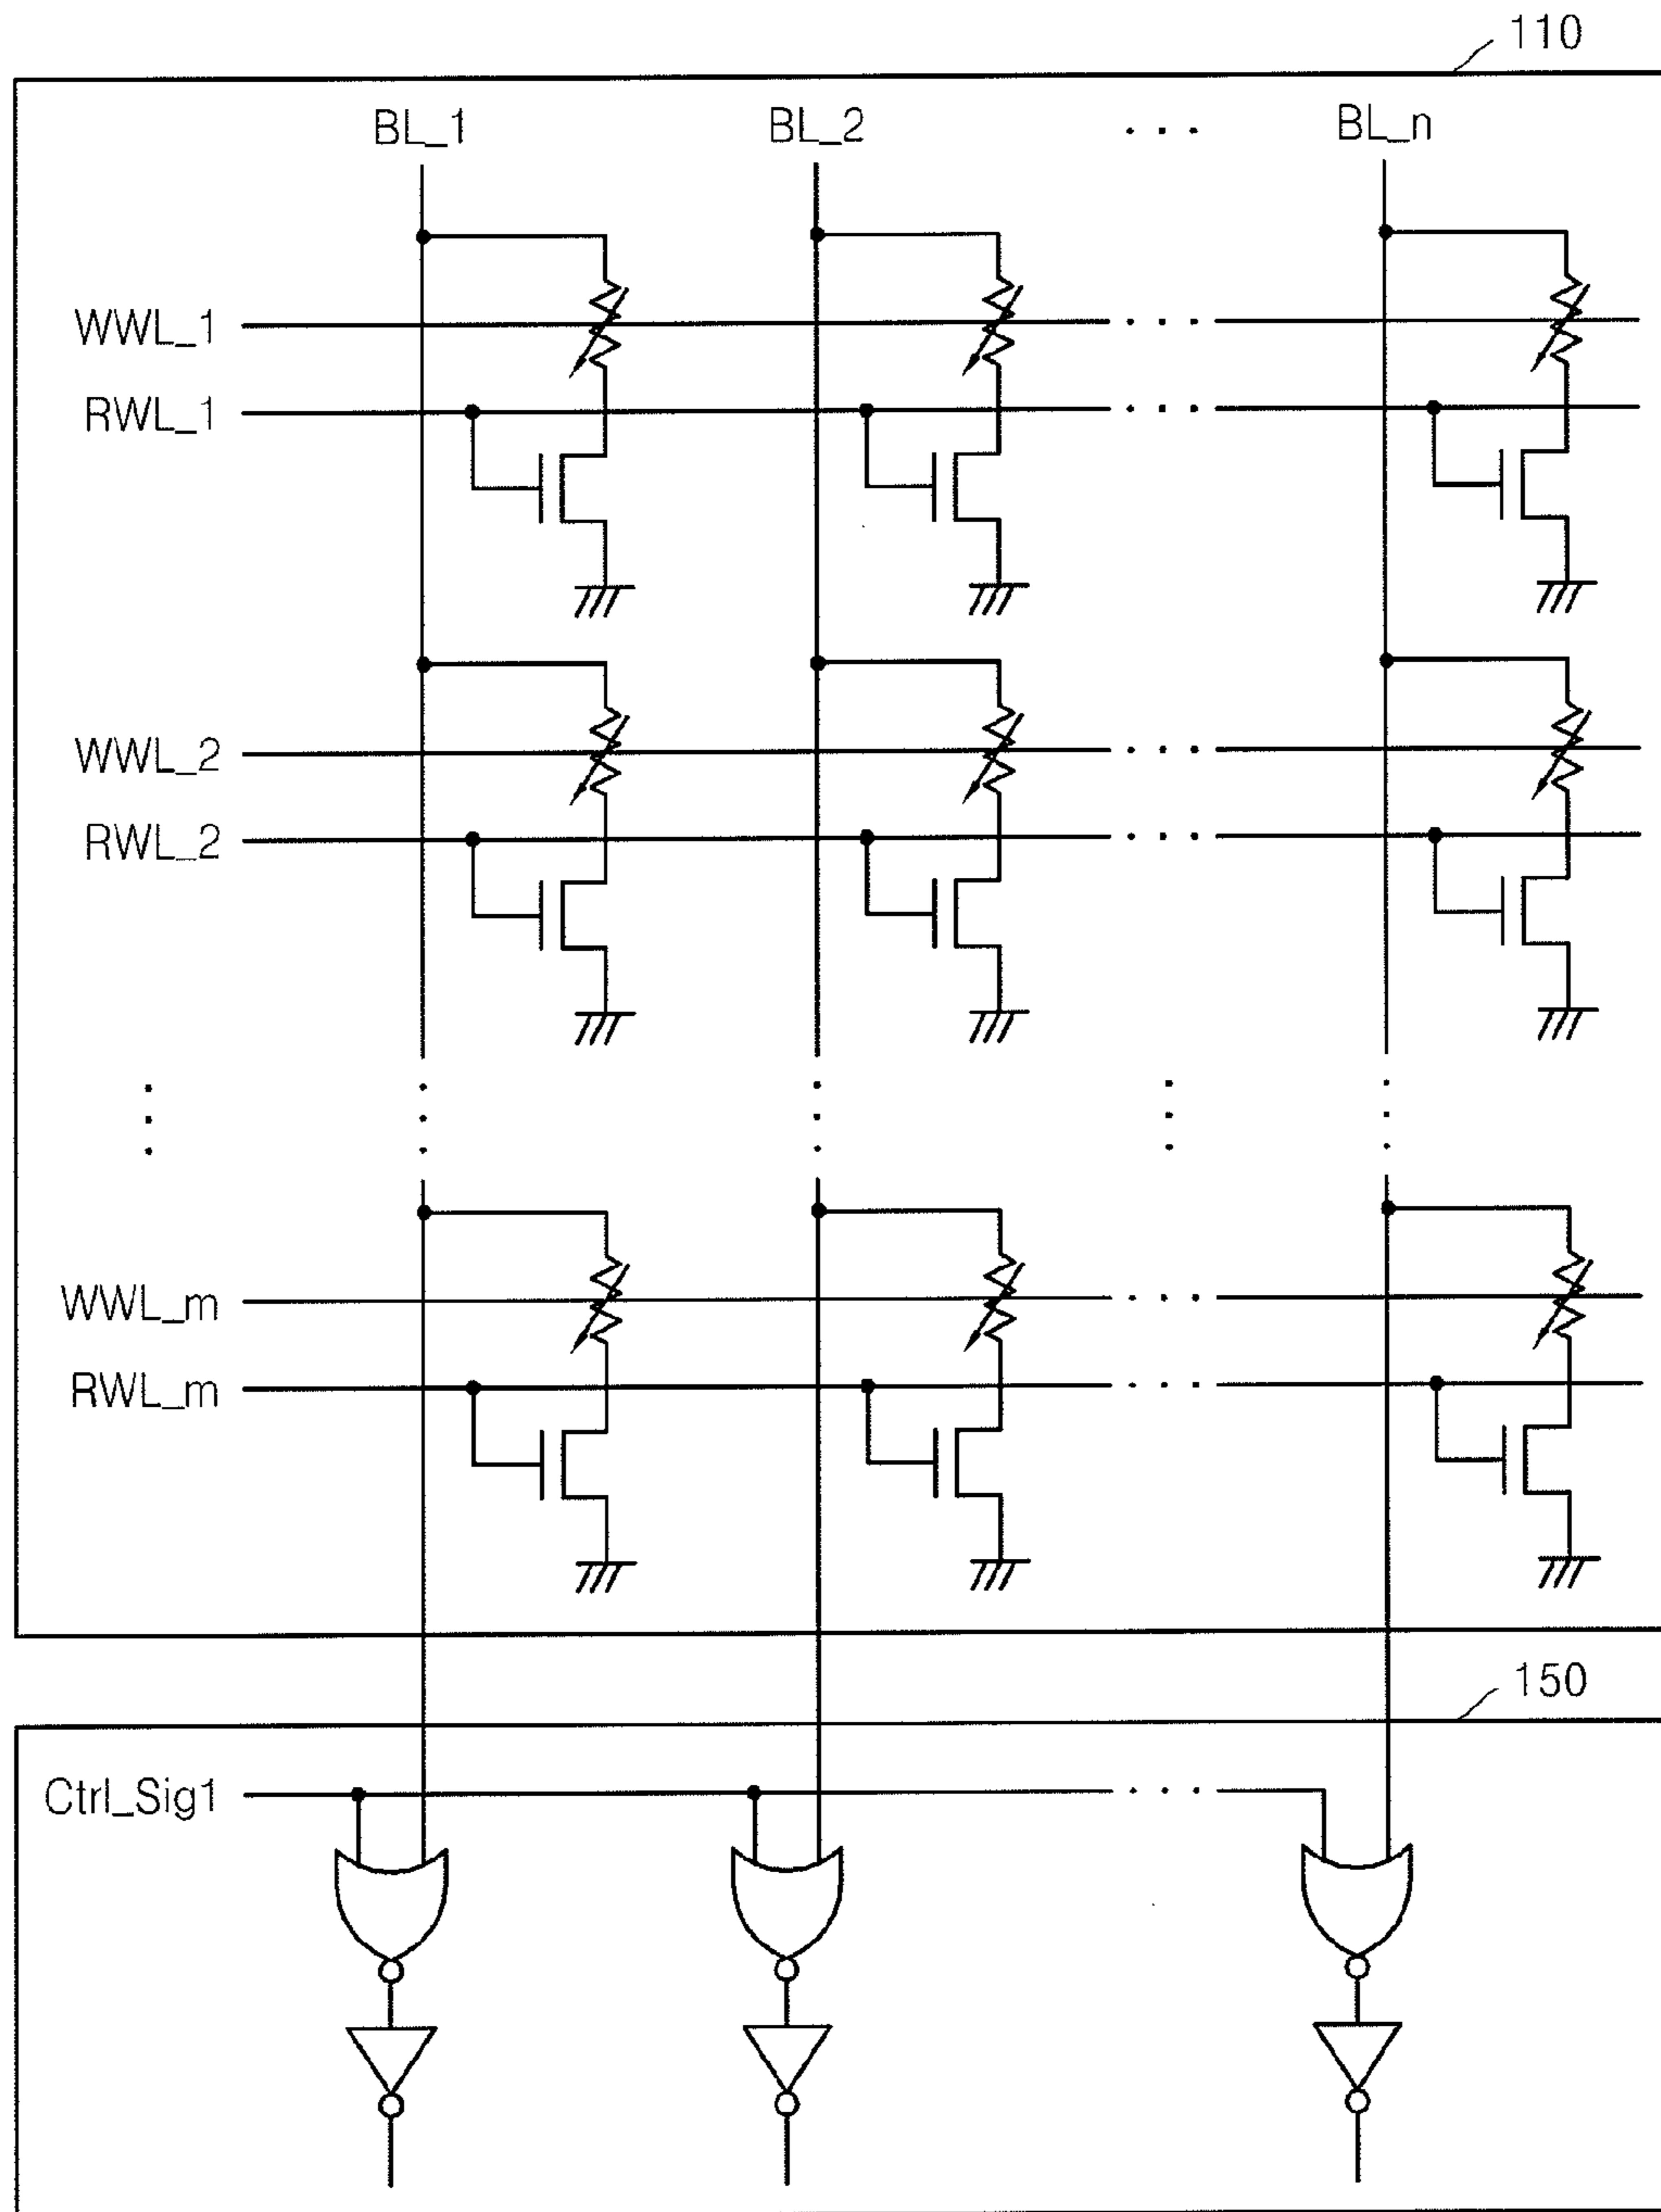 110
BL_1 BL_2 . . . BL_n
WWL_1 . . .
RWL_1 . . .
WWL_2 . . .
RWL_2 . . .
WWL_m . . .
RWL_m . . .
150
Ctrl_Sig1 . . .